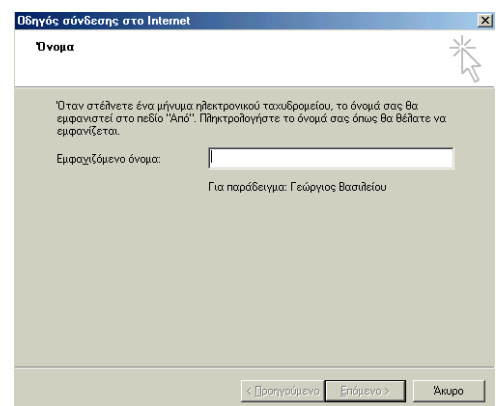 Οδηγός σύνδεσης στο Internet
Όνομα
Όταν στέλνετε ένα μήνυμα ηλεκτρονικού ταχυδρομείου, το όνομά σας θα
εμφανιστεί στο πεδίο "Από". Πληκτρολογήστε το όνομά σας όπως θα θέλατε να
εμφανίζεται.
Εμφανιζόμενο όνομα:
Για παράδειγμα: Γεώργιος Βασιλείου
< Προηγούμενο Επόμενο > Άκυρο